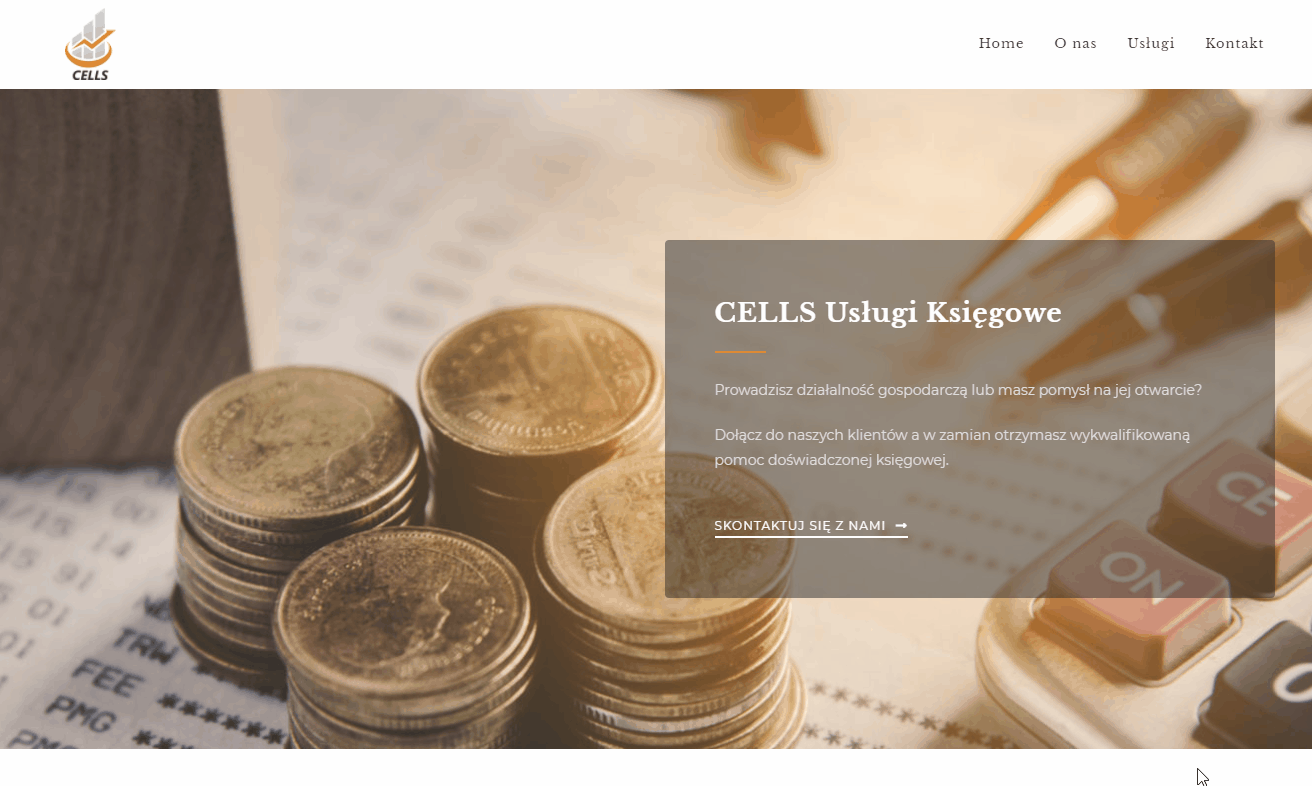 CELLS
Home O nas Usługi Kontakt
CELLS Usługi Księgowe
Prowadzisz działalność gospodarczą lub masz pomysł na jej otwarcie?
Dołącz do naszych klientów a w zamian otrzymasz wykwalifikowaną
pomoc doświadczonej księgowej.
SKONTAKTUJ SIĘ Z NAMI
CE
ON
TRW
FEE ******
PMG